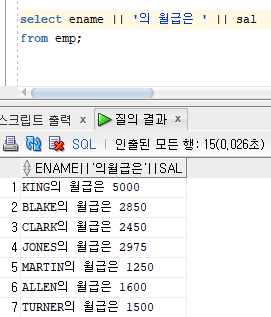 select ename || '의 월급은 ' || sal
from emp;
스크립트 출력 x 질의 결과 x
SQL | 인출된 모든 행: 15(0,026초)
ENAME||'의월급은'||SAL
1 KING의 월급은 5000
2 BLAKE의 월급은 2850
3 CLARK의 월급은 2450
4 JONES의 월급은 2975
5 MARTIN의 월급은 1250
6 ALLEN의 월급은 1600
7 TURNER의 월급은 1500